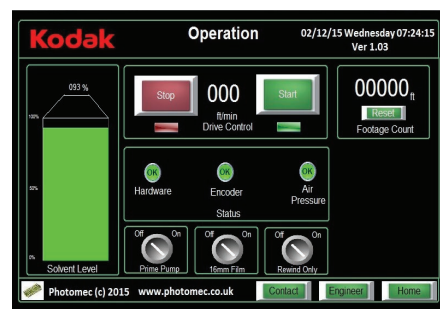 Kodak
Operation
02/12/15 Wednesday 07:24:15
Ver 1.03
093 %
100%
50%
0%
Solvent Level
Stop
000
ft/min
Drive Control
Start
00000 ft
Reset
Footage Count
OK
Hardware
OK
Encoder
OK
Air
Pressure
Status
Off On
Prime Pump
Off On
16mm Film
Off On
Rewind Only
Photomec (c) 2015 www.photomec.co.uk
Contact
Engineer
Home